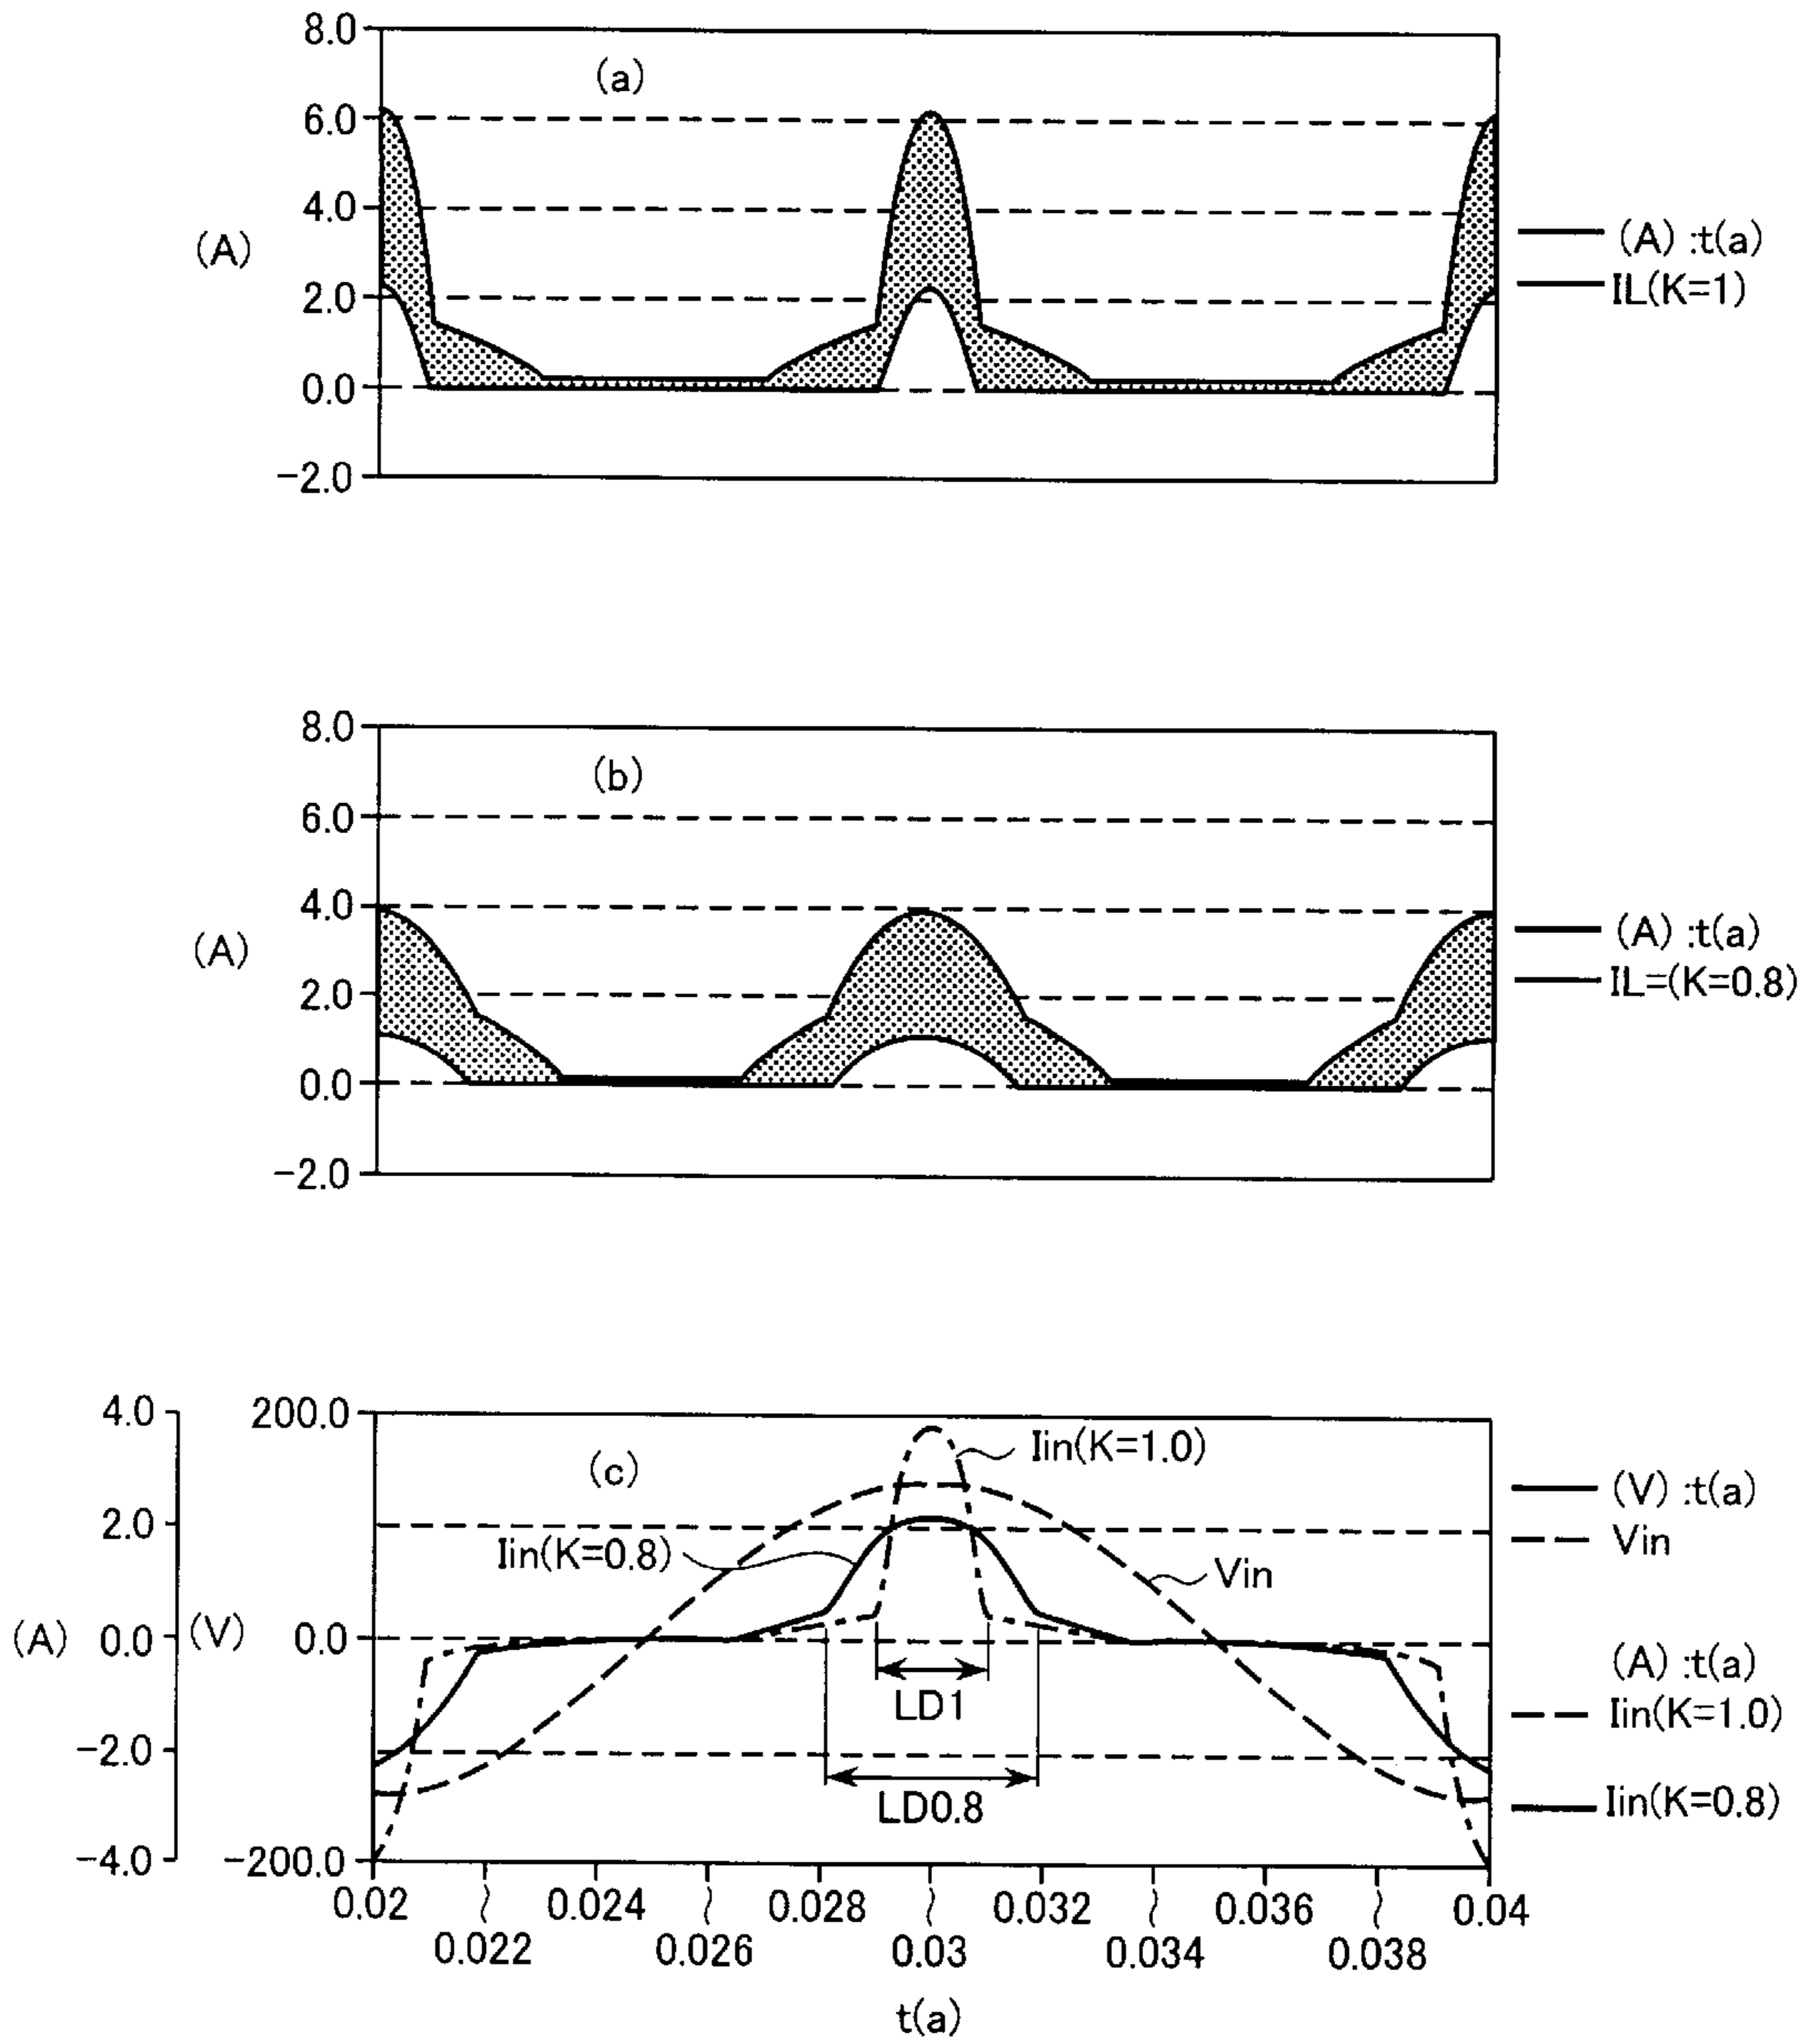 8.0
(a)
6.0
4.0
(A)
(A) :t(a)
2.0
IL(K=1)
0.0
−2.0
8.0
(b)
6.0
4.0
(A)
(A) :t(a)
2.0
IL=(K=0.8)
0.0
−2.0
4.0
200.0
Iin(K=1.0)
(c)
(V) :t(a)
2.0
Vin
Iin(K=0.8)
Vin
(A)
0.0
(V)
0.0
(A) :t(a)
LD1
Iin(K=1.0)
−2.0
LD0.8
Iin(K=0.8)
−4.0
−200.0
0.02
0.024
0.028
0.032
0.036
0.04
0.022
0.026
0.03
0.034
0.038
t(a)